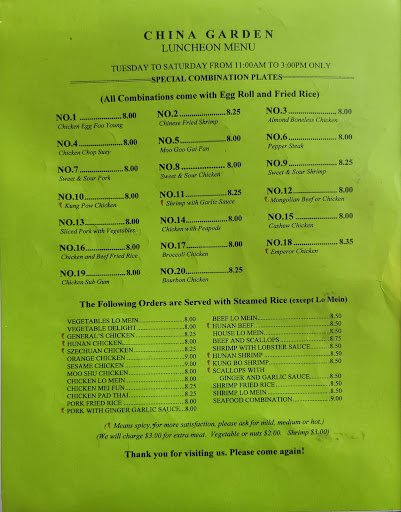 CHINA GARDEN
LUNCHEON MENU
TUESDAY TO SATURDAY FROM 11:00AM TO 3:00PM ONLY
SPECIAL COMBINATION PLATES
(All Combinations come with Egg Roll and Fried Rice)
NO.1 ................ 8.00
Chicken Egg Foo Young
NO.2 ................ 8.25
Chinese Fried Shrimp
NO.3 ................ 8.00
Almond Boneless Chicken
NO.4 ................ 8.00
Chicken Chop Suey
NO.5 ................ 8.00
Moo Goo Gai Pan
NO.6 ................ 8.00
Pepper Steak
NO.7 ................ 8.00
Sweet & Sour Pork
NO.8 ................ 8.00
Sweet & Sour Chicken
NO.9 ................ 8.25
Sweet & Sour Shrimp
NO.10 ................ 8.00
Kung Pow Chicken
NO.11 ................ 8.25
Shrimp with Garlic Sauce
NO.12 ................ 8.00
Mongolian Beef or Chicken
NO.13 ................ 8.00
Sliced Pork with Vegetables
NO.14 ................ 8.00
Chicken with Peapods
NO.15 ................ 8.00
Cashew Chicken
NO.16 ................ 8.00
Chicken and Beef Fried Rice
NO.17 ................ 8.00
Broccoli Chicken
NO.18 ................ 8.35
Emperor Chicken
NO.19 ................ 8.00
Chicken Sub Gum
NO.20 ................ 8.25
Bourbon Chicken
The Following Orders are Served with Steamed Rice (except Lo Mein)
VEGETABLES LO MEIN ................ 8.00
VEGETABLE DELIGHT ................ 8.00
GENERAL'S CHICKEN ................ 8.25
HUNAN CHICKEN ................ 8.00
SZECHUAN CHICKEN ................ 8.25
ORANGE CHICKEN ................ 9.00
SESAME CHICKEN ................ 9.00
MOO SHU CHICKEN ................ 8.50
CHICKEN LO MEIN ................ 8.00
CHICKEN MEI FUN ................ 8.50
CHICKEN PAD THAI ................ 8.50
PORK FRIED RICE ................ 8.00
PORK WITH GINGER GARLIC SAUCE ... 8.00
BEEF LO MEIN ................ 8.50
HUNAN BEEF ................ 8.50
HOUSE LO MEIN ................ 8.50
BEEF AND SCALLOPS ................ 8.75
SHRIMP WITH LOBSTER SAUCE ....... 8.50
HUNAN SHRIMP ................ 8.50
KUNG BO SHRIMP ................ 8.50
SCALLOPS WITH
GINGER AND GARLIC SAUCE ....... 8.50
SHRIMP FRIED RICE ................ 8.50
SHRIMP LO MEIN ................ 8.50
SEAFOOD COMBINATION ............ 9.00
( Means spicy, for more satisfaction, please ask for mild, medium or hot.)
(We will charge $3.00 for extra meat. Vegetable or nuts $2.00. Shrimp $3.00)
Thank you for visiting us. Please come again!